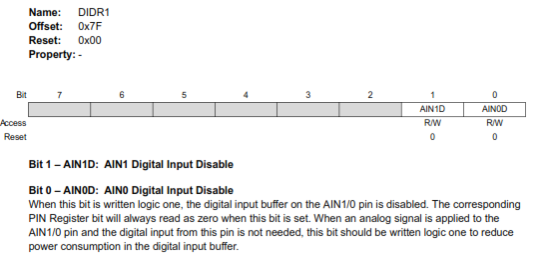 Name: DIDR1
Offset: 0x7F
Reset: 0x00
Property: -
Bit 7 6 5 4 3 2 1 0
AIN1D AIN0D
Access R/W R/W
Reset 0 0
Bit 1 – AIN1D: AIN1 Digital Input Disable
Bit 0 – AIN0D: AIN0 Digital Input Disable
When this bit is written logic one, the digital input buffer on the AIN1/0 pin is disabled. The corresponding
PIN Register bit will always read as zero when this bit is set. When an analog signal is applied to the
AIN1/0 pin and the digital input from this pin is not needed, this bit should be written logic one to reduce
power consumption in the digital input buffer.